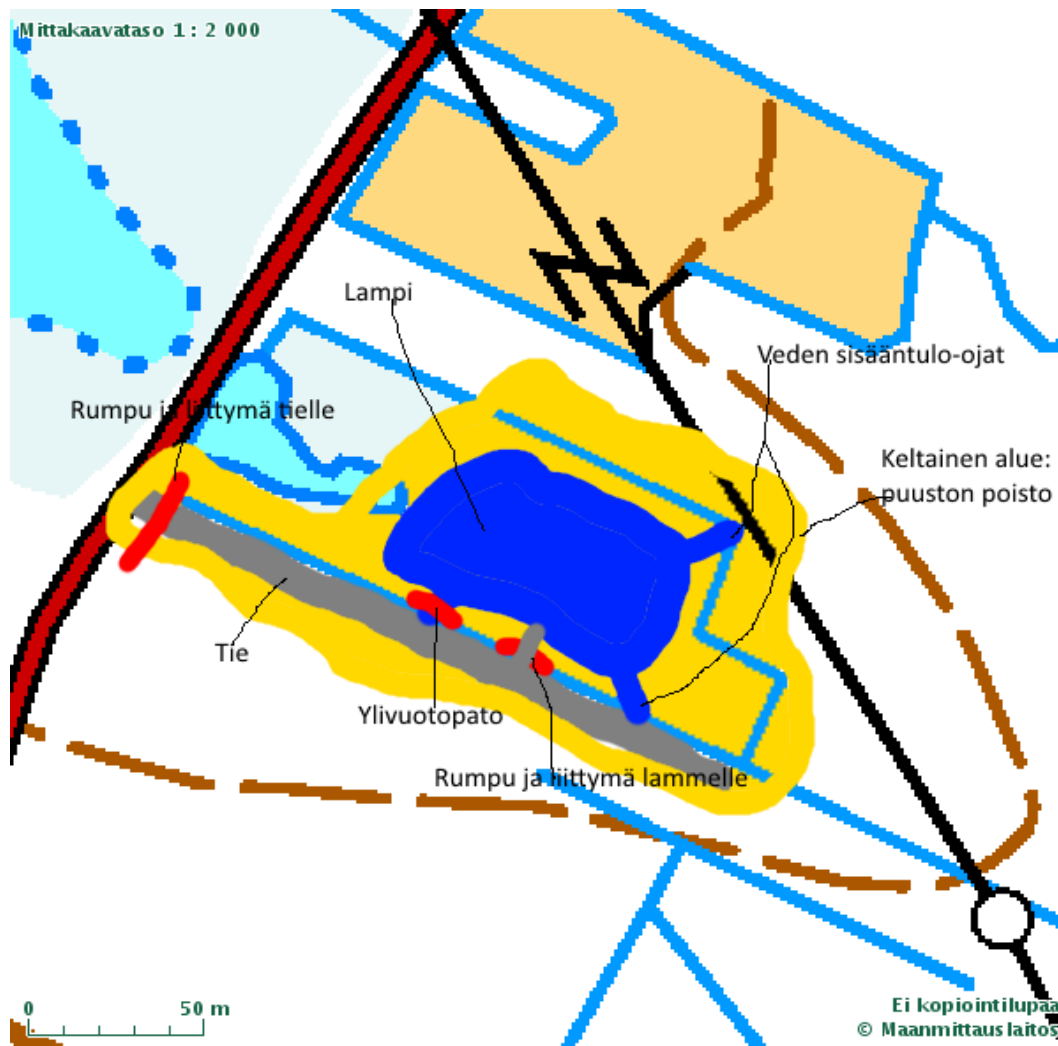 Mittakaavataso 1 : 2 000
Lampi
Veden sisääntulo-ojat
Rumpu ja liittymä tielle
Keltainen alue:
puuston poisto
Tie
Ylivuotopato
Rumpu ja liittymä lammelle
0 50 m
Ei kopiointilupaa
© Maanmittauslaitos